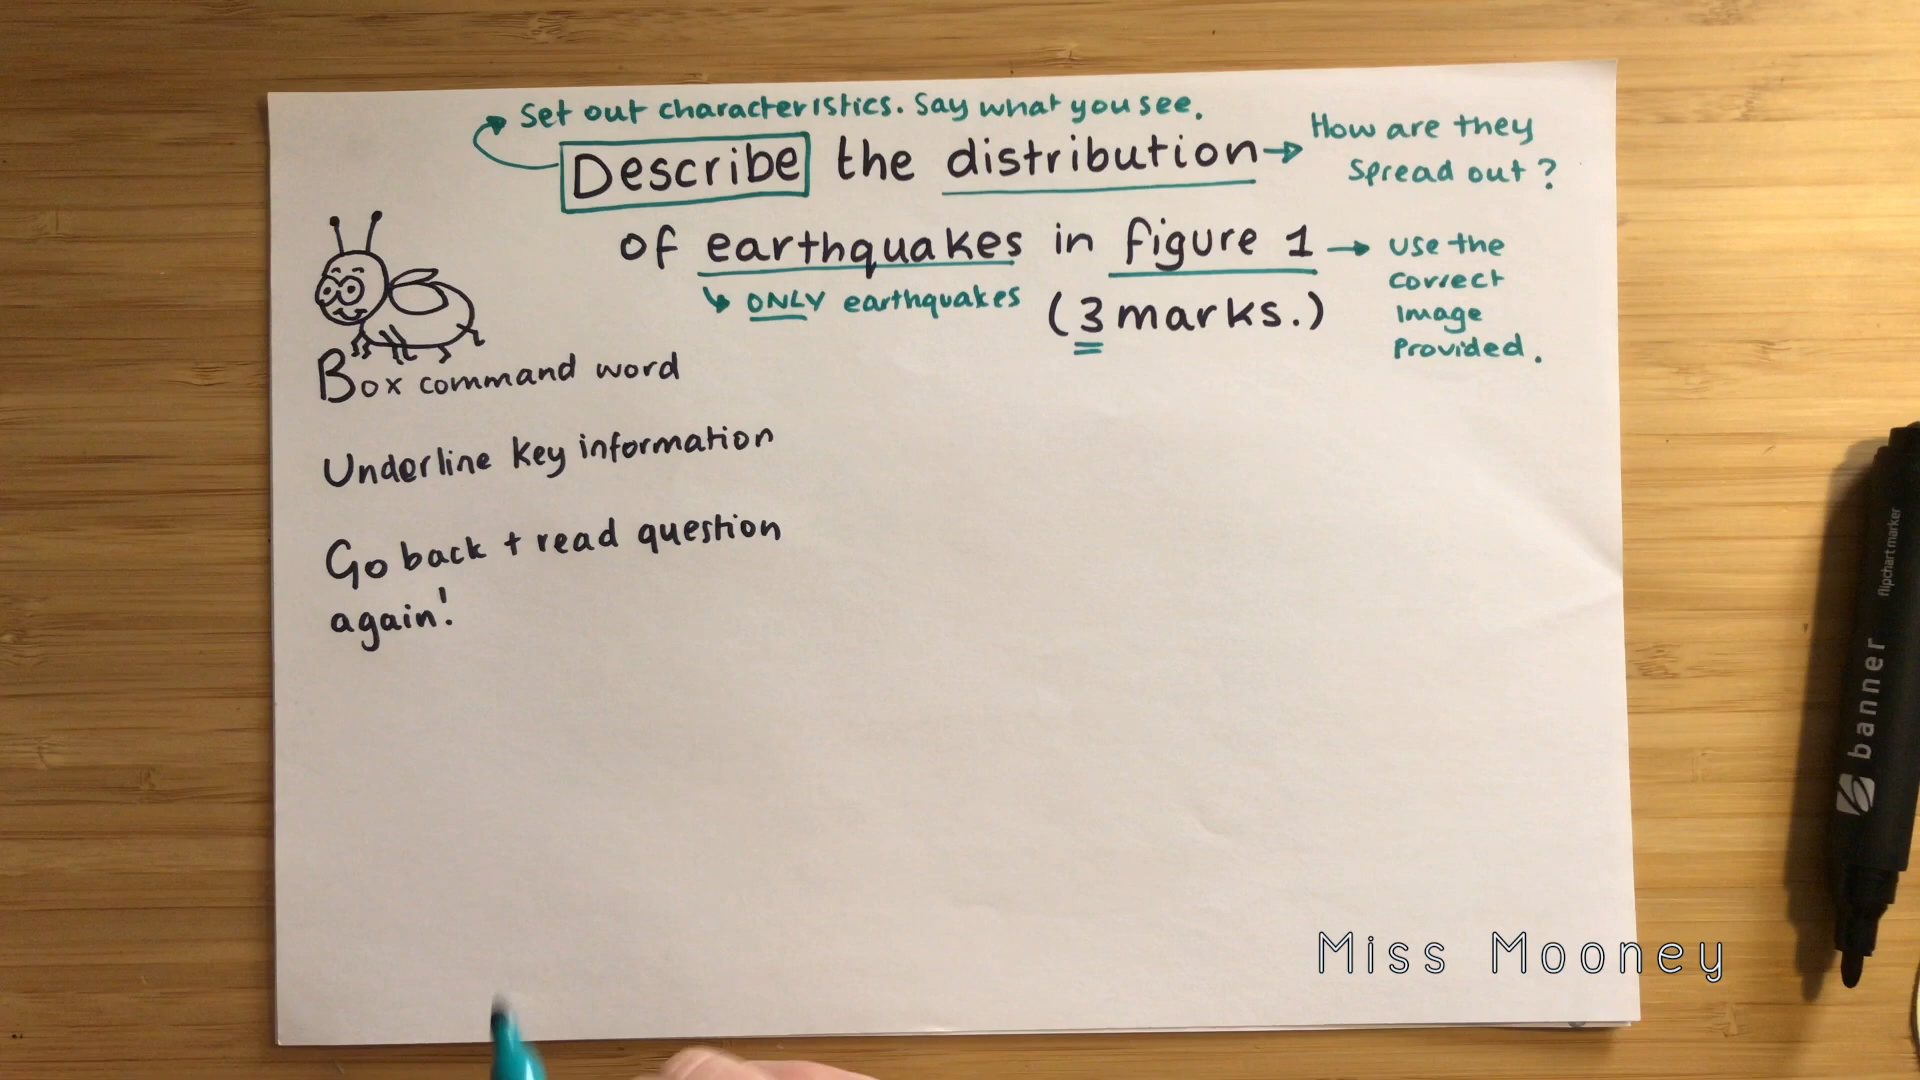 Set out characteristics. Say what you see.
Describe the distribution
How are they
Spread out?
of earthquakes in figure 1
ONLY earthquakes
(3 marks.)
Use the
Correct
Image
Provided.
Box command word
Underline key information
Go back + read question
again!
banner
flipchart marker
Miss Mooney